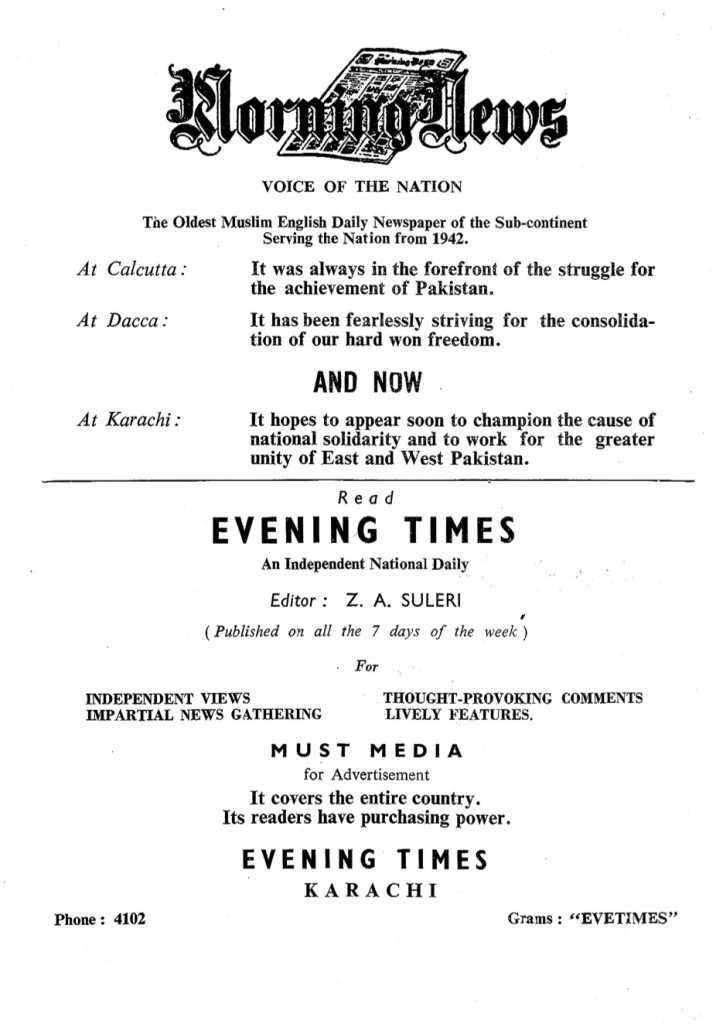 Morning News
VOICE OF THE NATION
The Oldest Muslim English Daily Newspaper of the Sub-continent
Serving the Nation from 1942.
At Calcutta : It was always in the forefront of the struggle for
the achievement of Pakistan.
At Dacca : It has been fearlessly striving for the consolida-
tion of our hard won freedom.
AND NOW
At Karachi : It hopes to appear soon to champion the cause of
national solidarity and to work for the greater
unity of East and West Pakistan.
Read
EVENING TIMES
An Independent National Daily
Editor : Z. A. SULERI
( Published on all the 7 days of the week )
For
INDEPENDENT VIEWS THOUGHT-PROVOKING COMMENTS
IMPARTIAL NEWS GATHERING LIVELY FEATURES.
MUST MEDIA
for Advertisement
It covers the entire country.
Its readers have purchasing power.
EVENING TIMES
KARACHI
Phone : 4102 Grams : “EVETIMES”